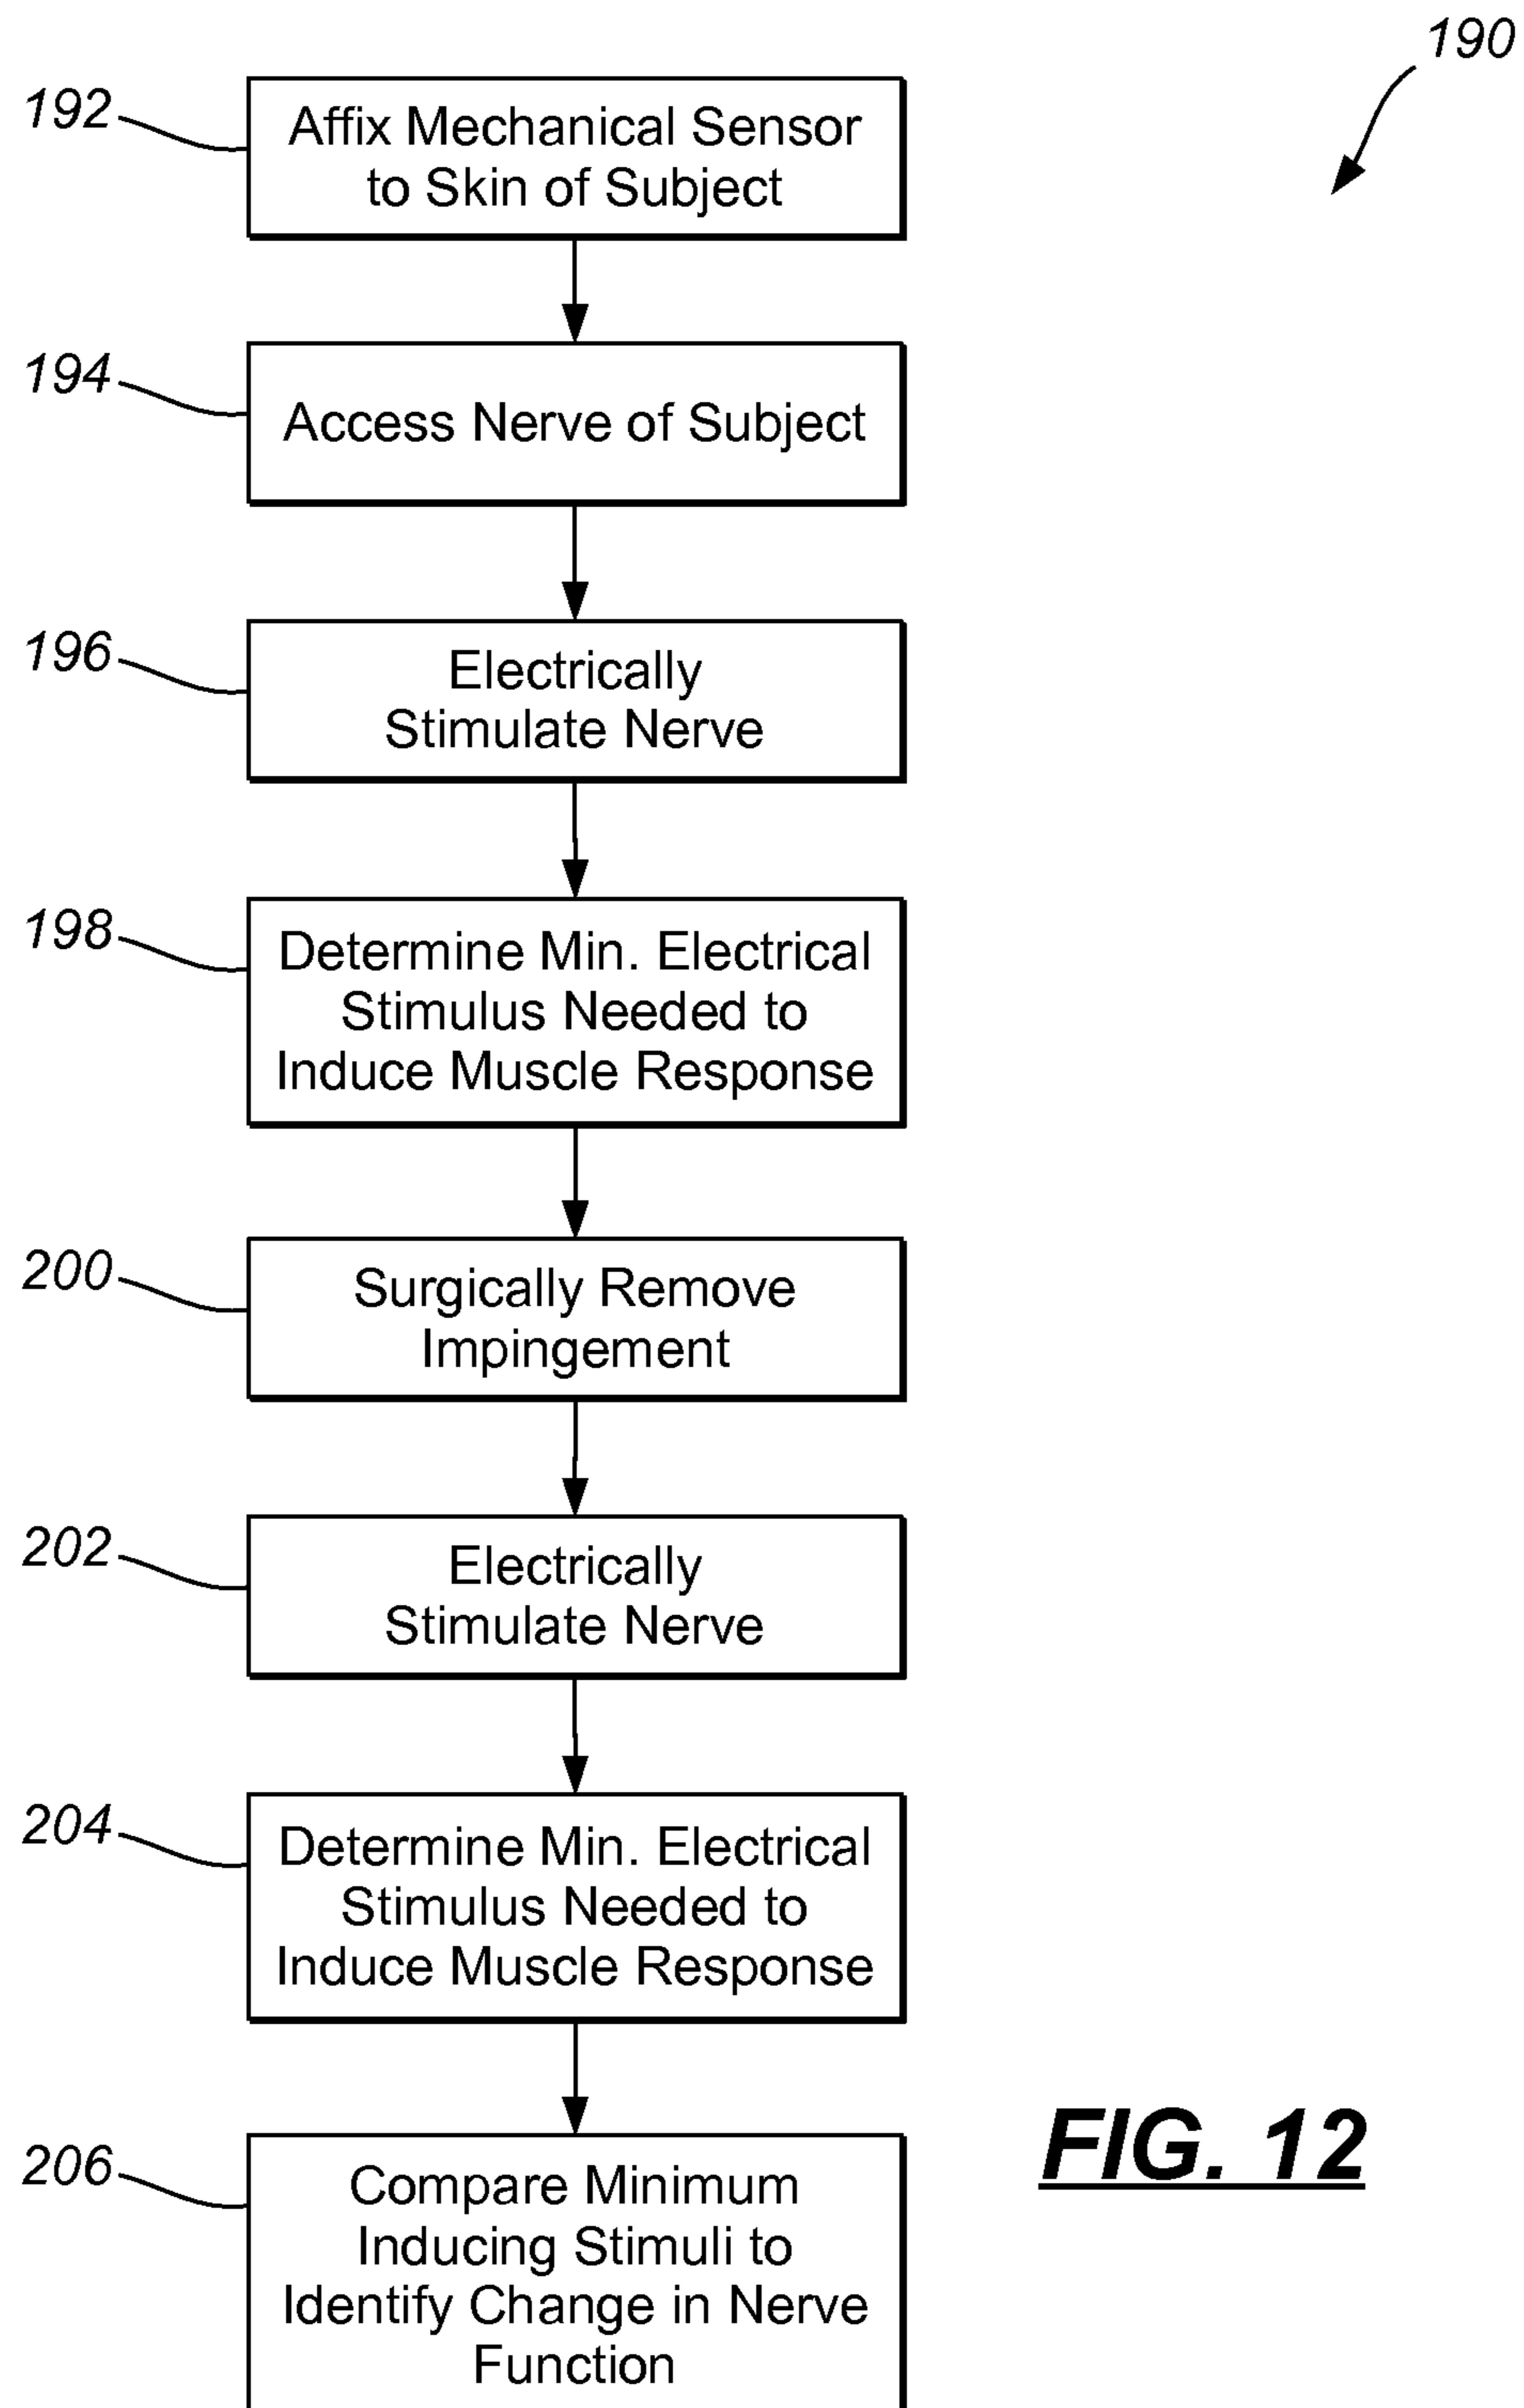 190
192
Affix Mechanical Sensor
to Skin of Subject
194
Access Nerve of Subject
196
Electrically
Stimulate Nerve
198
Determine Min. Electrical
Stimulus Needed to
Induce Muscle Response
200
Surgically Remove
Impingement
202
Electrically
Stimulate Nerve
204
Determine Min. Electrical
Stimulus Needed to
Induce Muscle Response
206
Compare Minimum
Inducing Stimuli to
Identify Change in Nerve
Function
FIG. 12